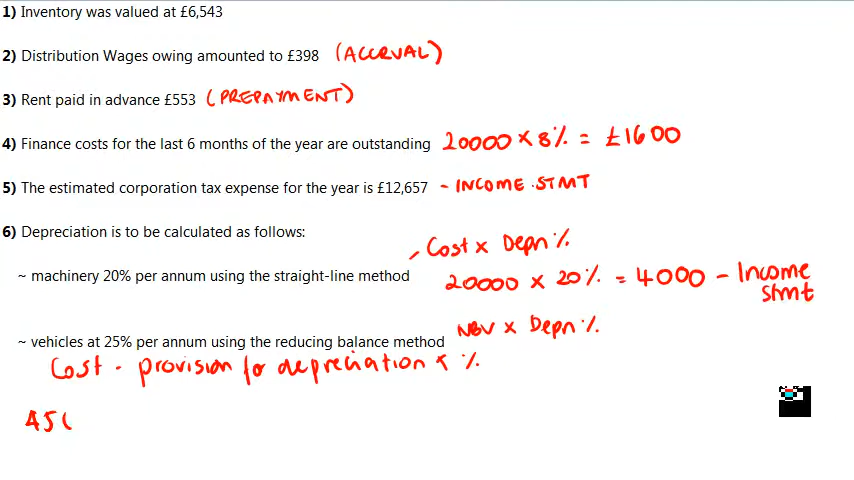 1) Inventory was valued at £6,543
2) Distribution Wages owing amounted to £398 (ACCRVAL)
3) Rent paid in advance £553 (PREPAYMENT)
4) Finance costs for the last 6 months of the year are outstanding 20000 × 8% = £1600
5) The estimated corporation tax expense for the year is £12,657 - INCOME.STMT
6) Depreciation is to be calculated as follows:
Cost x Depn %
~ machinery 20% per annum using the straight-line method 20000 × 20% = 4000 - Income
stmt
~ vehicles at 25% per annum using the reducing balance method NBV x Depn %
Cost - provision for depreciation × %
450